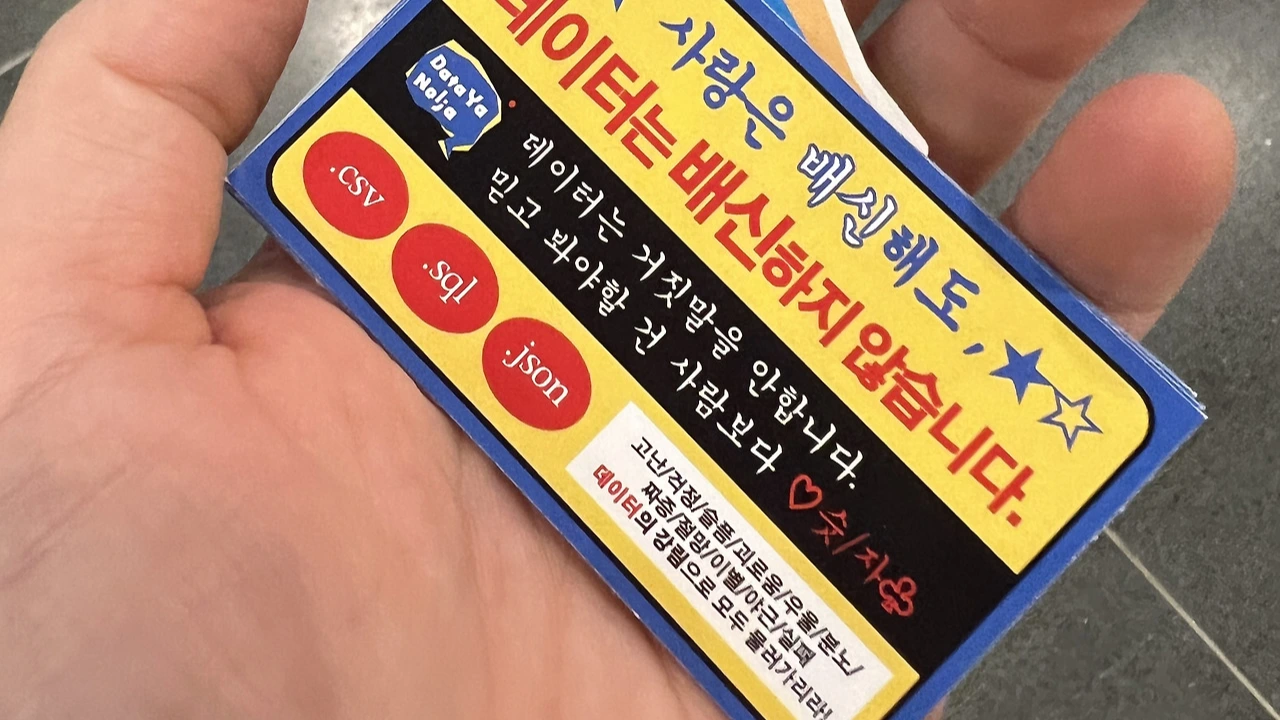 사랑은 배신해도,
데이터는 배신하지 않습니다.
Data Ya
Nolja
데이터는 거짓말을 안합니다.
믿고 봐야할 건 사람보다 ♡숫/자♧
.csv
.sql
.json
고난/걱정/슬픔/괴로움/우울/분노/
짜증/절망/이별/야근/실패
데이터의 강림으로 모두 물러가리라!